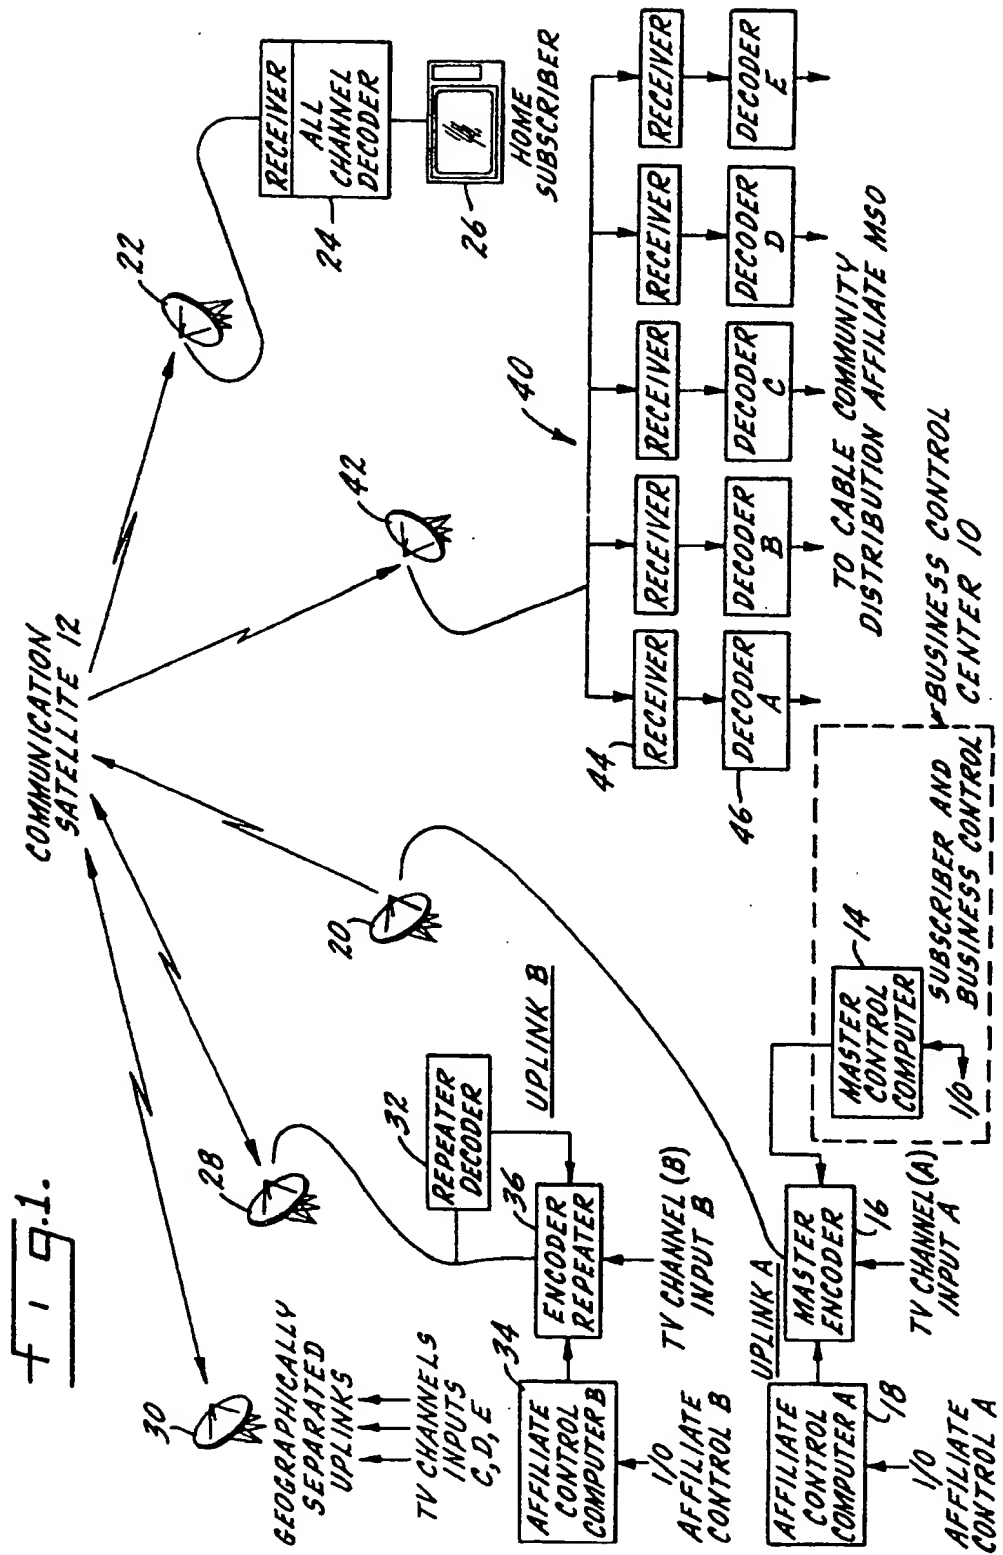 Fig.1.
COMMUNICATION
SATELLITE 12
30
GEOGRAPHICALLY
SEPARATED
UPLINKS
TV CHANNELS
INPUTS
C, D, E
28
32
REPEATER
DECODER
UPLINK B
34
AFFILIATE
CONTROL
COMPUTER B
36
ENCODER
REPEATER
I/O
AFFILIATE
CONTROL B
TV CHANNEL (B)
INPUT B
20
UPLINK A
AFFILIATE
CONTROL
COMPUTER A
18
I/O
AFFILIATE
CONTROL A
MASTER
ENCODER
16
TV CHANNEL (A)
INPUT A
MASTER
CONTROL
COMPUTER
14
I/O
SUBSCRIBER AND
BUSINESS CONTROL
BUSINESS CONTROL
CENTER 10
22
RECEIVER
ALL
CHANNEL
DECODER
24
26
HOME
SUBSCRIBER
42
40
44
RECEIVER
RECEIVER
RECEIVER
RECEIVER
RECEIVER
46
DECODER
A
DECODER
B
DECODER
C
DECODER
D
DECODER
E
TO CABLE COMMUNITY
DISTRIBUTION AFFILIATE MSO